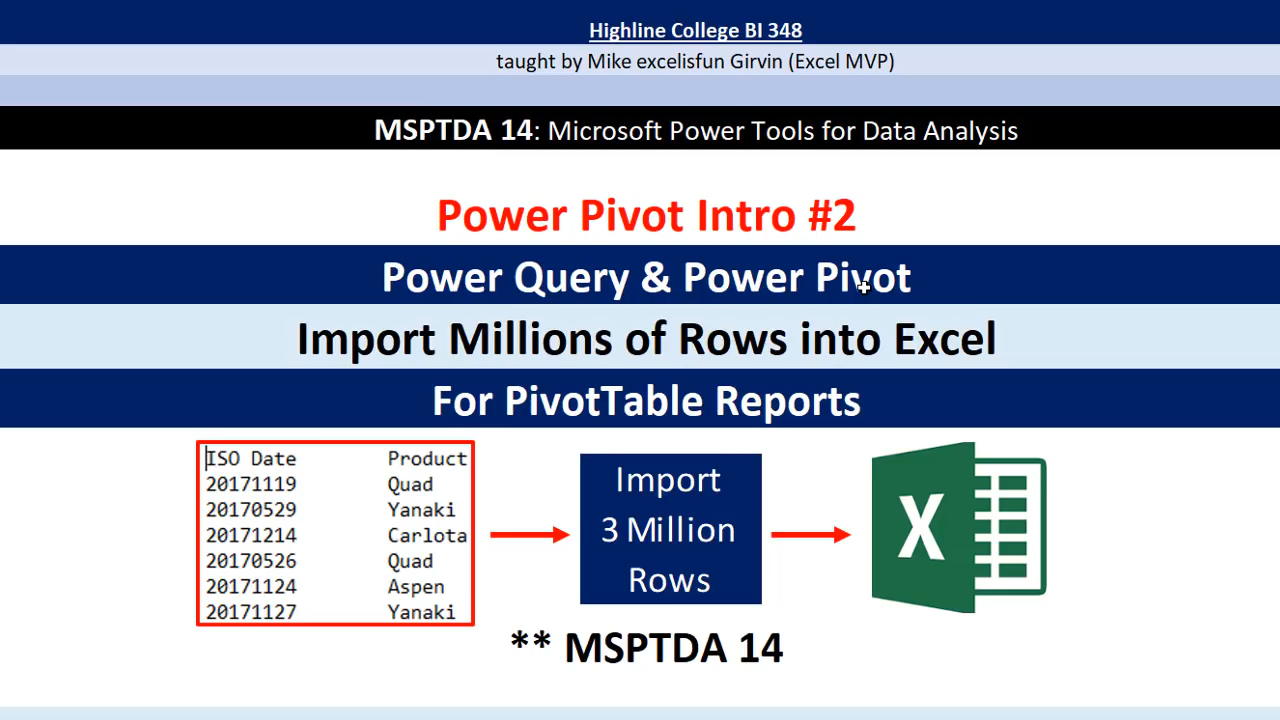 Highline College BI 348
taught by Mike excelisfun Girvin (Excel MVP)
MSPTDA 14: Microsoft Power Tools for Data Analysis
Power Pivot Intro #2
Power Query & Power Pivot
Import Millions of Rows into Excel
For PivotTable Reports
ISO Date Product
20171119 Quad
20170529 Yanaki
20171214 Carlota
20170526 Quad
20171124 Aspen
20171127 Yanaki
Import
3 Million
Rows
X
** MSPTDA 14